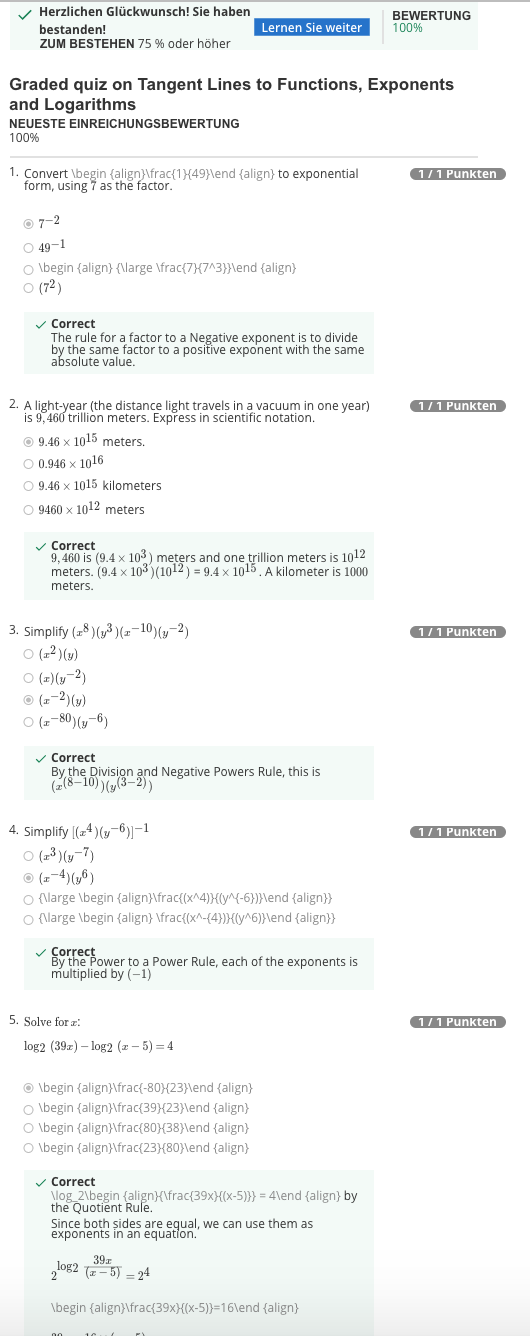 Herzlichen Glückwunsch! Sie haben
bestanden!
ZUM BESTEHEN 75 % oder höher
Lernen Sie weiter
BEWERTUNG
100%
Graded quiz on Tangent Lines to Functions, Exponents
and Logarithms
NEUESTE EINREICHUNGSBEWERTUNG
100%
1. Convert \begin {align}\frac{1}{49}\end {align} to exponential
form, using 7 as the factor.
1 / 1 Punkten
7^{-2}
49^{-1}
\begin {align} {\large \frac{7}{7^3}}\end {align}
(7^2)
Correct
The rule for a factor to a Negative exponent is to divide
by the same factor to a positive exponent with the same
absolute value.
2. A light-year (the distance light travels in a vacuum in one year)
is 9,460 trillion meters. Express in scientific notation.
1 / 1 Punkten
9.46 × 10^{15} meters.
0.946 × 10^{16}
9.46 × 10^{15} kilometers
9460 × 10^{12} meters
Correct
9,460 is (9.4 × 10^3) meters and one trillion meters is 10^{12}
meters. (9.4 × 10^3)(10^{12}) = 9.4 × 10^{15}. A kilometer is 1000
meters.
3. Simplify (x^8)(y^3)(x^{-10})(y^{-2})
1 / 1 Punkten
(x^2)(y)
(x)(y^{-2})
(x^{-2})(y)
(x^{-80})(y^{-6})
Correct
By the Division and Negative Powers Rule, this is
(x^{(8-10)})(y^{(3-2)})
4. Simplify [(x^4)(y^{-6})]^{-1}
1 / 1 Punkten
(x^3)(y^{-7})
(x^{-4})(y^6)
{\large \begin {align}\frac{(x^4)}{(y^{-6})}\end {align}}
{\large \begin {align} \frac{(x^-{4})}{(y^6)}\end {align}}
Correct
By the Power to a Power Rule, each of the exponents is
multiplied by (−1)
5. Solve for x:
1 / 1 Punkten
log_2 (39x) − log_2 (x − 5) = 4
\begin {align}\frac{-80}{23}\end {align}
\begin {align}\frac{39}{23}\end {align}
\begin {align}\frac{80}{38}\end {align}
\begin {align}\frac{23}{80}\end {align}
Correct
\log_2\begin {align}{\frac{39x}{(x-5)}} = 4\end {align} by
the Quotient Rule.
Since both sides are equal, we can use them as
exponents in an equation.
2^{log_2 \frac{39x}{(x-5)}} = 2^4
\begin {align}\frac{39x}{(x-5)}=16\end {align}